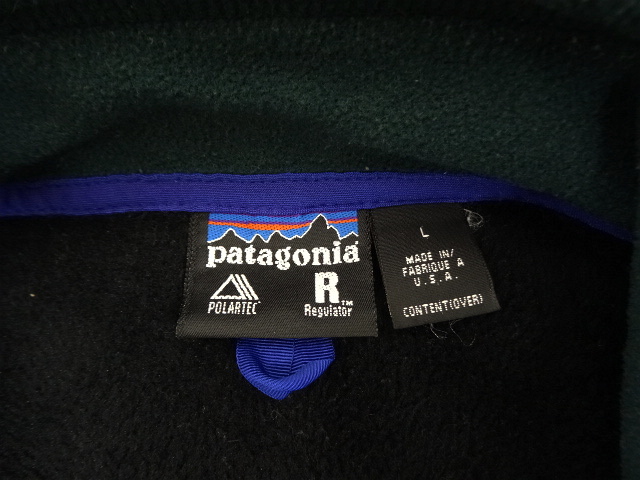 patagonia
POLARTEC
R™
Regulator
L
MADE IN/
FABRIQUE A
U.S.A.
CONTENT(OVER)